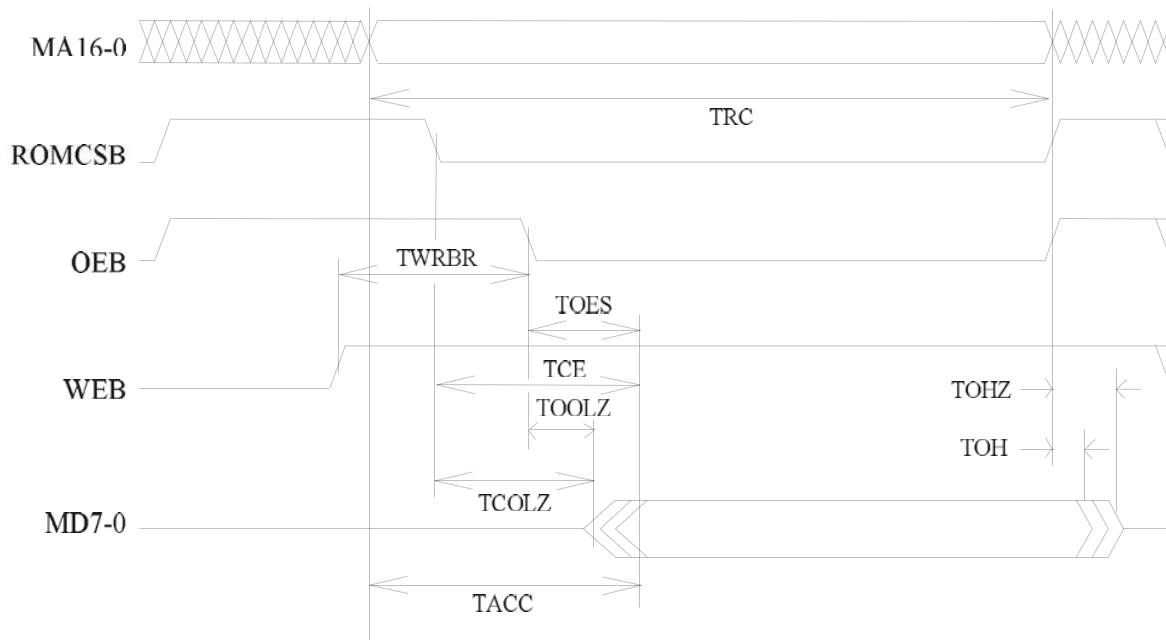 MA16-0
TRC
ROMCSB
OEB
TWRBR
TOES
WEB
TCE
TOHZ
TOOLZ
TOH
TCOLZ
MD7-0
TACC